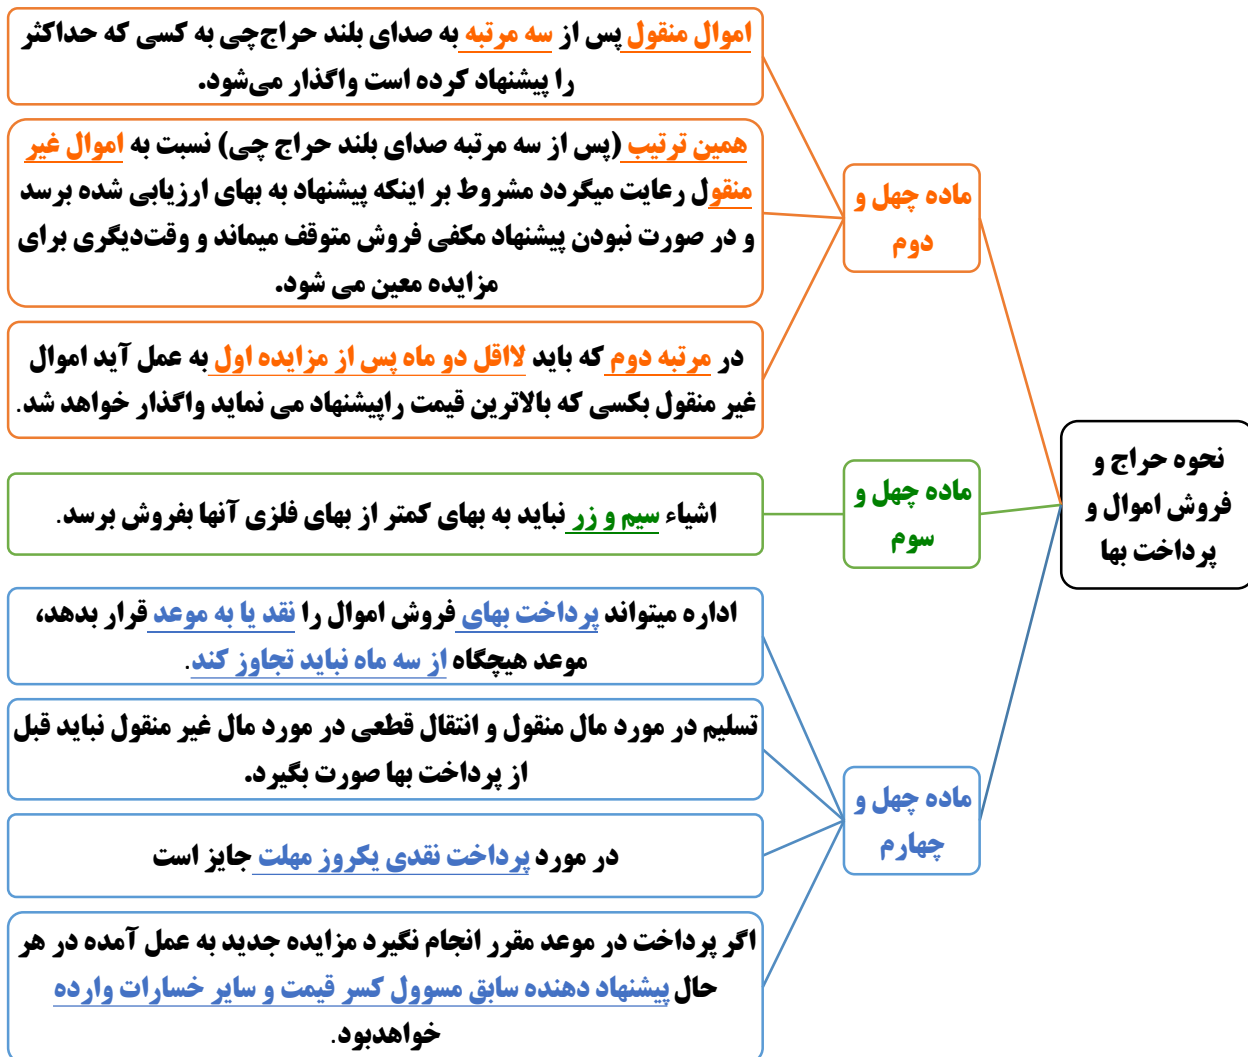 نحوه حراج و
فروش اموال و
پرداخت بها
ماده چهل و
دوم
اموال منقول پس از سه مرتبه به صدای بلند حراج‌چی به کسی که حداکثر
را پیشنهاد کرده است واگذار می‌شود.
همین ترتیب (پس از سه مرتبه صدای بلند حراج چی) نسبت به اموال غیر
منقول رعایت میگردد مشروط بر اینکه پیشنهاد به بهای ارزیابی شده برسد
و در صورت نبودن پیشنهاد مکفی فروش متوقف میماند و وقت‌دیگری برای
مزایده معین می شود.
در مرتبه دوم که باید لااقل دو ماه پس از مزایده اول به عمل آید اموال
غیر منقول بکسی که بالاترین قیمت راپیشنهاد می نماید واگذار خواهد شد.
ماده چهل و
سوم
اشیاء سیم و زر نباید به بهای کمتر از بهای فلزی آنها بفروش برسد.
ماده چهل و
چهارم
اداره میتواند پرداخت بهای فروش اموال را نقد یا به موعد قرار بدهد،
موعد هیچگاه از سه ماه نباید تجاوز کند.
تسلیم در مورد مال منقول و انتقال قطعی در مورد مال غیر منقول نباید قبل
از پرداخت بها صورت بگیرد.
در مورد پرداخت نقدی یکروز مهلت جایز است
اگر پرداخت در موعد مقرر انجام نگیرد مزایده جدید به عمل آمده در هر
حال پیشنهاد دهنده سابق مسوول کسر قیمت و سایر خسارات وارده
خواهدبود.